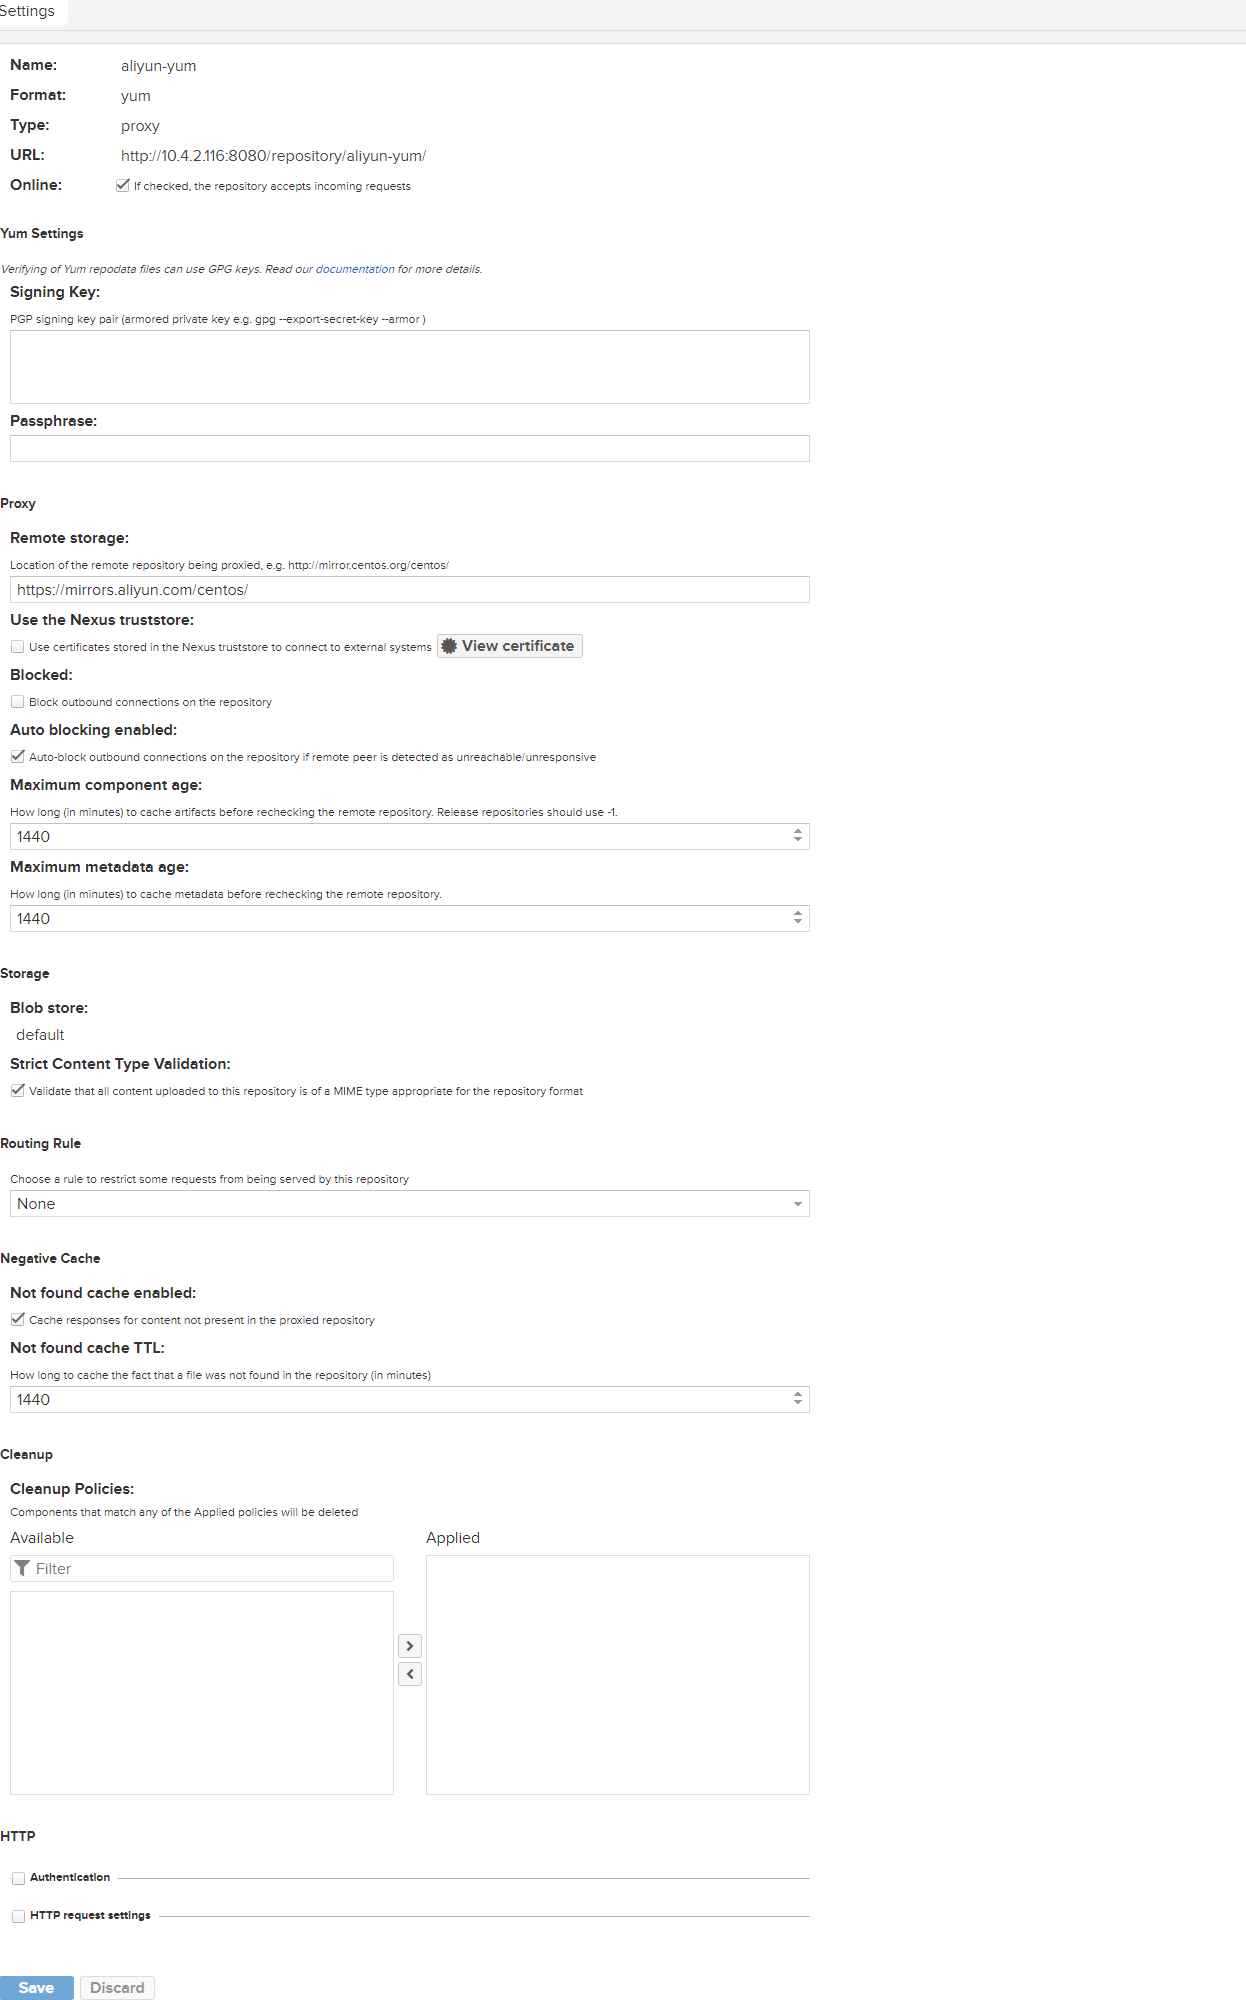 Settings
Name: aliyun-yum
Format: yum
Type: proxy
URL: http://10.4.2.116:8080/repository/aliyun-yum/
Online: If checked, the repository accepts incoming requests
Yum Settings
Verifying of Yum repodata files can use GPG keys. Read our documentation for more details.
Signing Key:
PGP signing key pair (armored private key e.g. gpg --export-secret-key --armor )
Passphrase:
Proxy
Remote storage:
Location of the remote repository being proxied, e.g. http://mirror.centos.org/centos/
https://mirrors.aliyun.com/centos/
Use the Nexus truststore:
Use certificates stored in the Nexus truststore to connect to external systems View certificate
Blocked:
Block outbound connections on the repository
Auto blocking enabled:
Auto-block outbound connections on the repository if remote peer is detected as unreachable/unresponsive
Maximum component age:
How long (in minutes) to cache artifacts before rechecking the remote repository. Release repositories should use -1.
1440
Maximum metadata age:
How long (in minutes) to cache metadata before rechecking the remote repository.
1440
Storage
Blob store:
default
Strict Content Type Validation:
Validate that all content uploaded to this repository is of a MIME type appropriate for the repository format
Routing Rule
Choose a rule to restrict some requests from being served by this repository
None
Negative Cache
Not found cache enabled:
Cache responses for content not present in the proxied repository
Not found cache TTL:
How long to cache the fact that a file was not found in the repository (in minutes)
1440
Cleanup
Cleanup Policies:
Components that match any of the Applied policies will be deleted
Available Applied
Filter
HTTP
Authentication
HTTP request settings
Save Discard